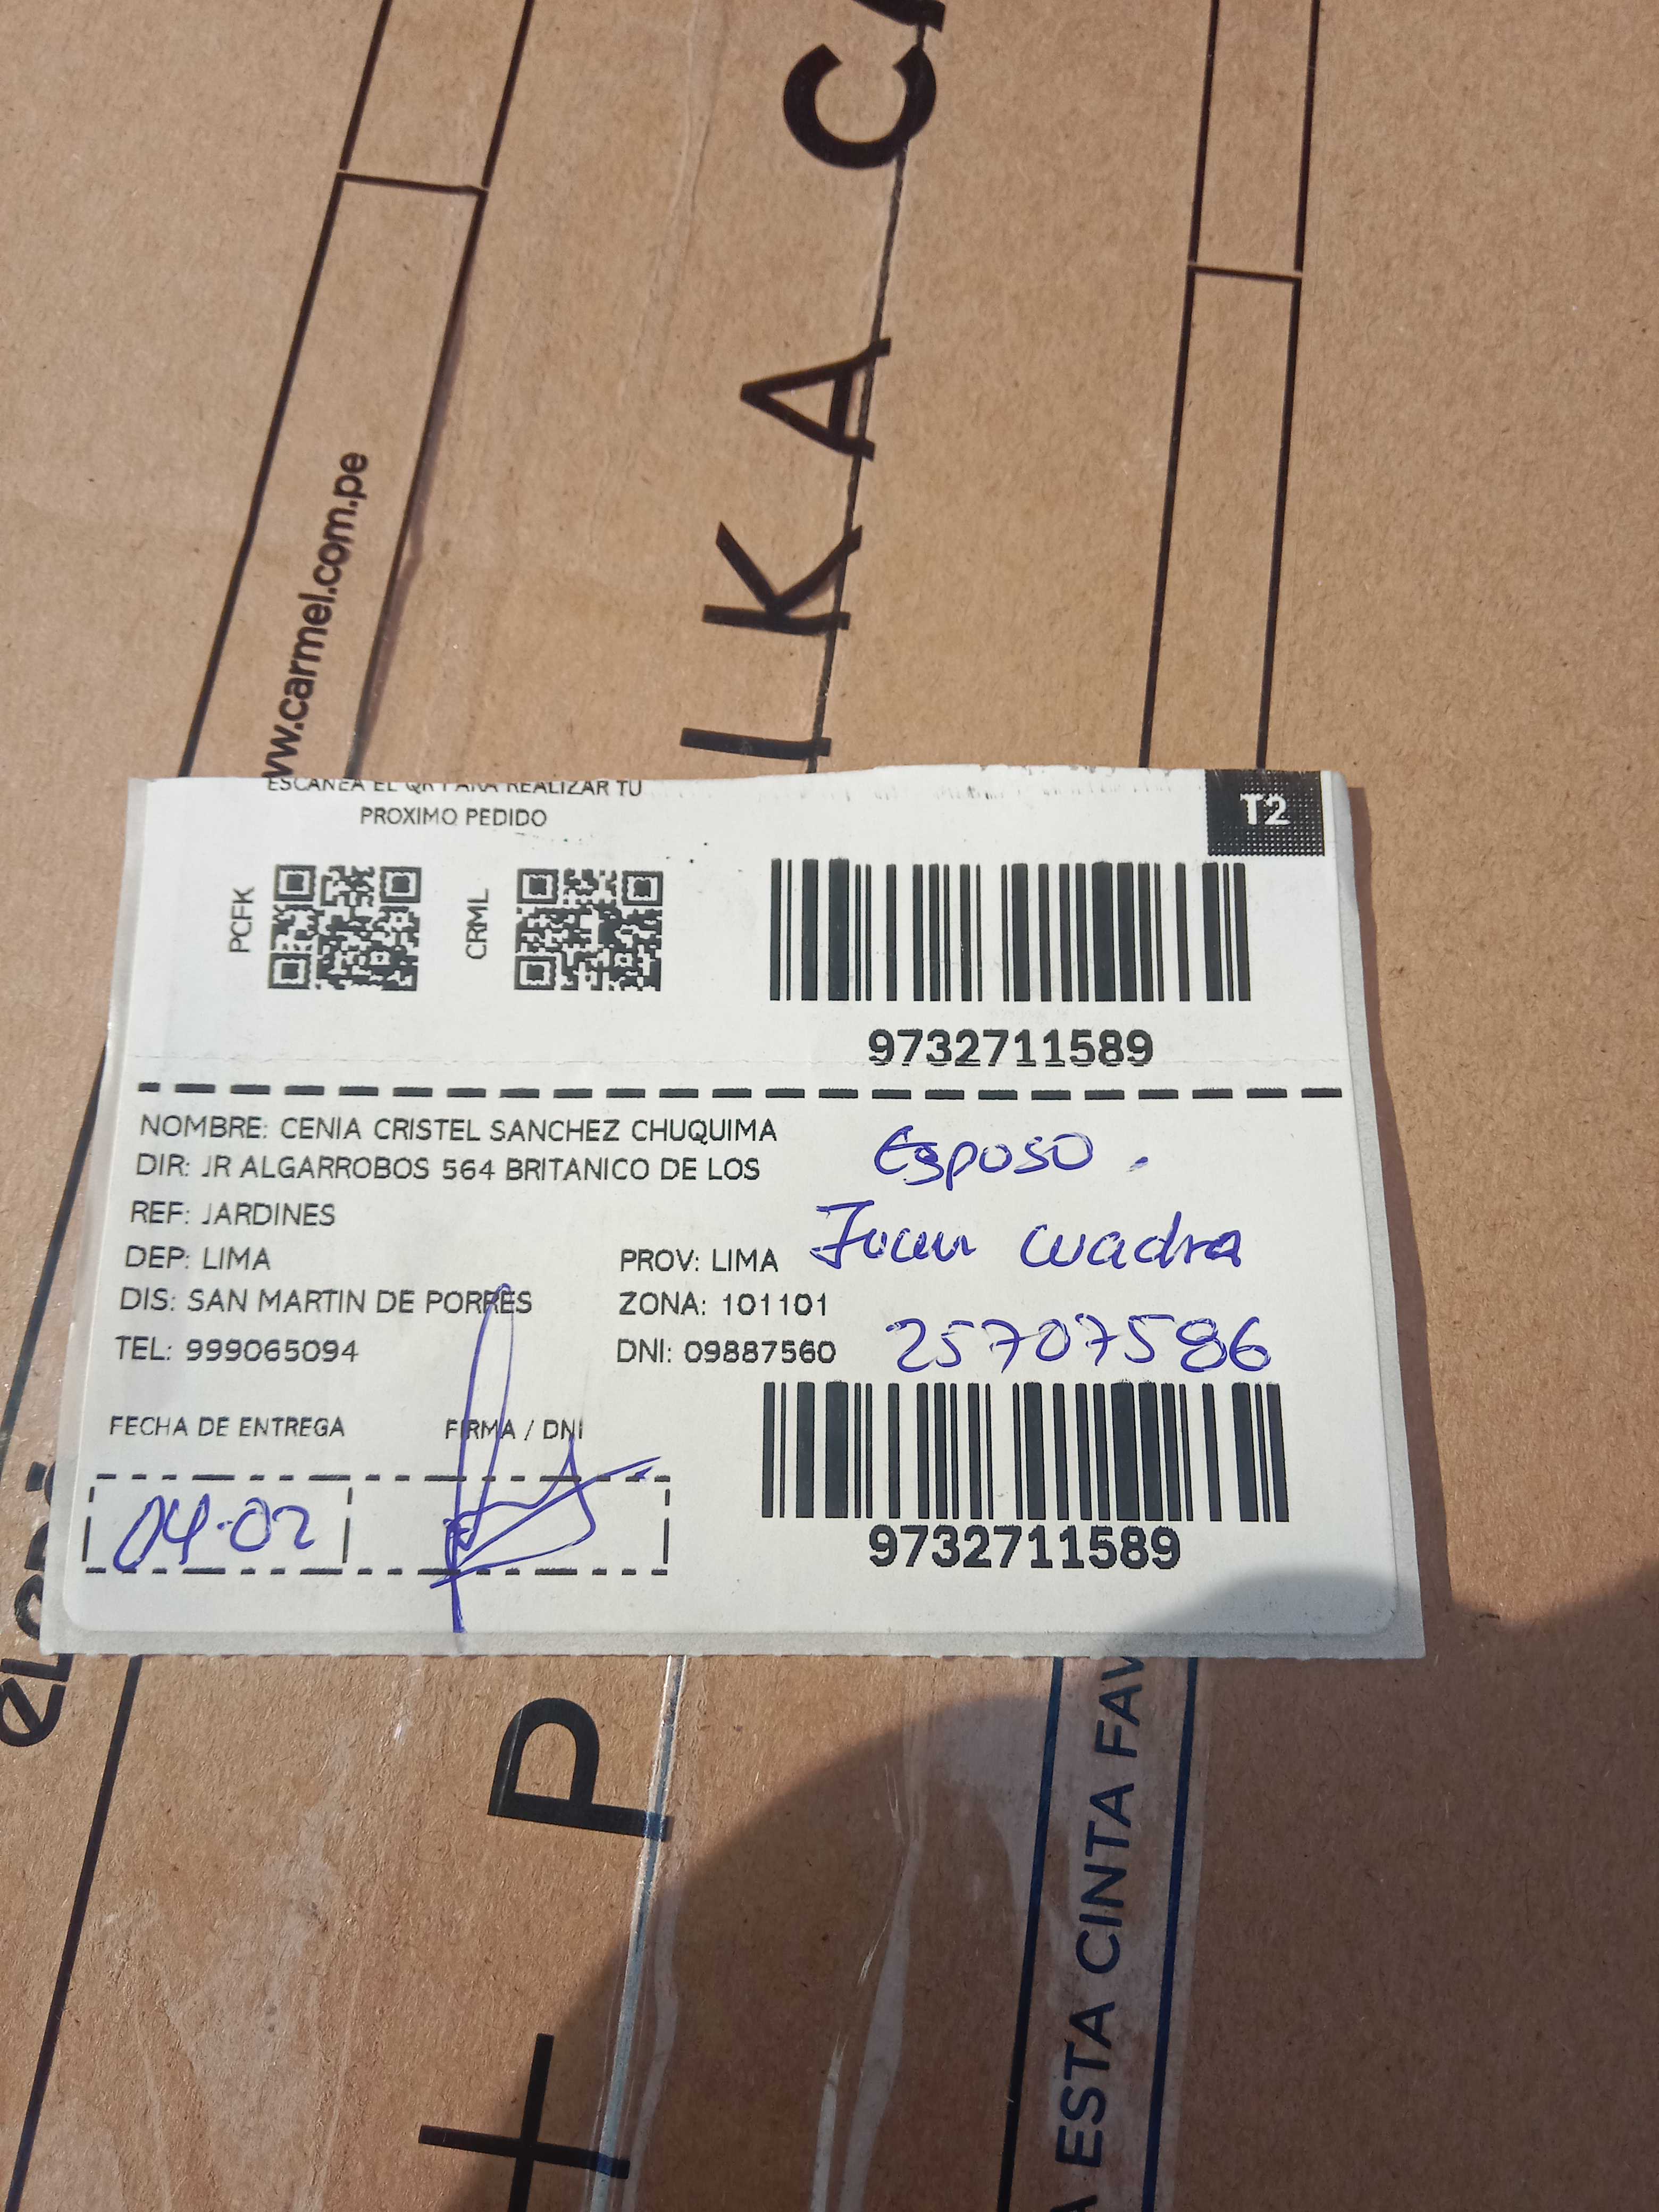 LKA CA
www.carmel.com.pe
ESCANEA EL QR PARA REALIZAR TU
PROXIMO PEDIDO
T2
PCFK
CRML
9732711589
NOMBRE: CENIA CRISTEL SANCHEZ CHUQUIMA
Esposo.
DIR: JR ALGARROBOS 564 BRITANICO DE LOS
REF: JARDINES
Juan Cuadra
DEP: LIMA PROV: LIMA
DIS: SAN MARTIN DE PORRES ZONA: 101101
TEL: 999065094 DNI: 09887560
25707586
FECHA DE ENTREGA FIRMA / DNI
04-02
9732711589
P
A ESTA CINTA FAV